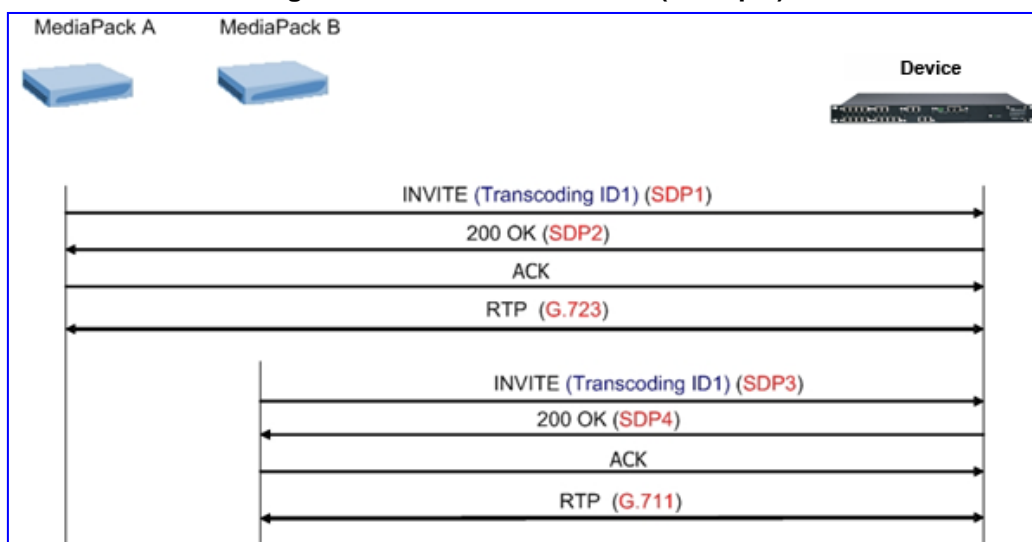 MediaPack A MediaPack B
Device
INVITE (Transcoding ID1) (SDP1)
200 OK (SDP2)
ACK
RTP (G.723)
INVITE (Transcoding ID1) (SDP3)
200 OK (SDP4)
ACK
RTP (G.711)